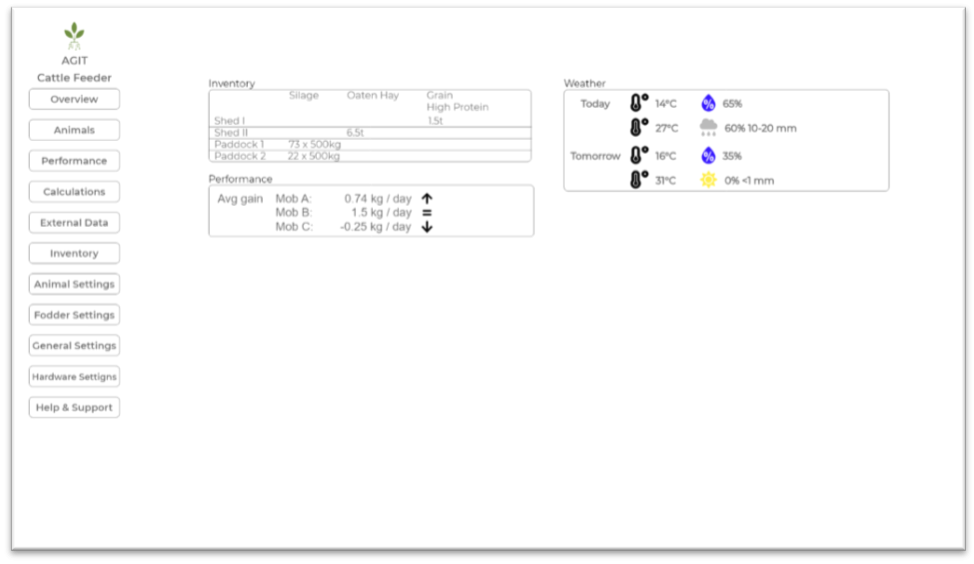 AGIT
Cattle Feeder
Overview
Animals
Performance
Calculations
External Data
Inventory
Animal Settings
Fodder Settings
General Settings
Hardware Settigns
Help & Support
Inventory
Silage Oaten Hay Grain
High Protein
Shed I 1.5t
Shed II 6.5t
Paddock 1 73 x 500kg
Paddock 2 22 x 500kg
Performance
Avg gain Mob A: 0.74 kg / day
Mob B: 1.5 kg / day =
Mob C: -0.25 kg / day
Weather
Today 14°C % 65%
27°C 60% 10-20 mm
Tomorrow 16°C % 35%
31°C 0% <1 mm